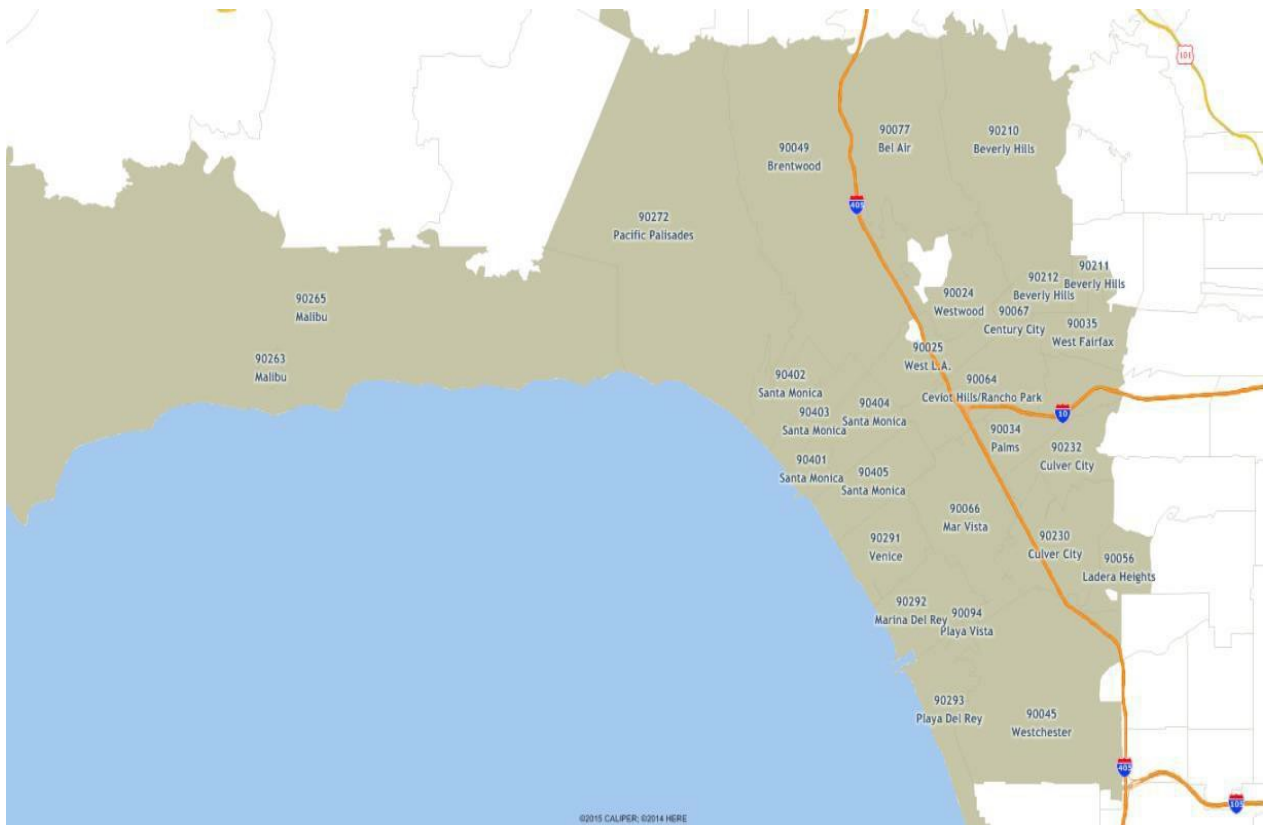 101
90077
Bel Air
90210
Beverly Hills
90049
Brentwood
405
90272
Pacific Palisades
90211
Beverly Hills
90212
Beverly Hills
90024
Westwood
90265
Malibu
90067
Century City
90035
West Fairfax
90025
West L.A.
90263
Malibu
90402
Santa Monica
90064
Ceviot Hills/Rancho Park
90404
Santa Monica
90403
Santa Monica
10
90034
Palms
90232
Culver City
90401
Santa Monica
90405
Santa Monica
90066
Mar Vista
90291
Venice
90230
Culver City
90056
Ladera Heights
90292
Marina Del Rey
90094
Playa Vista
90293
Playa Del Rey
90045
Westchester
405
105
©2015 CALIPER; ©2014 HERE